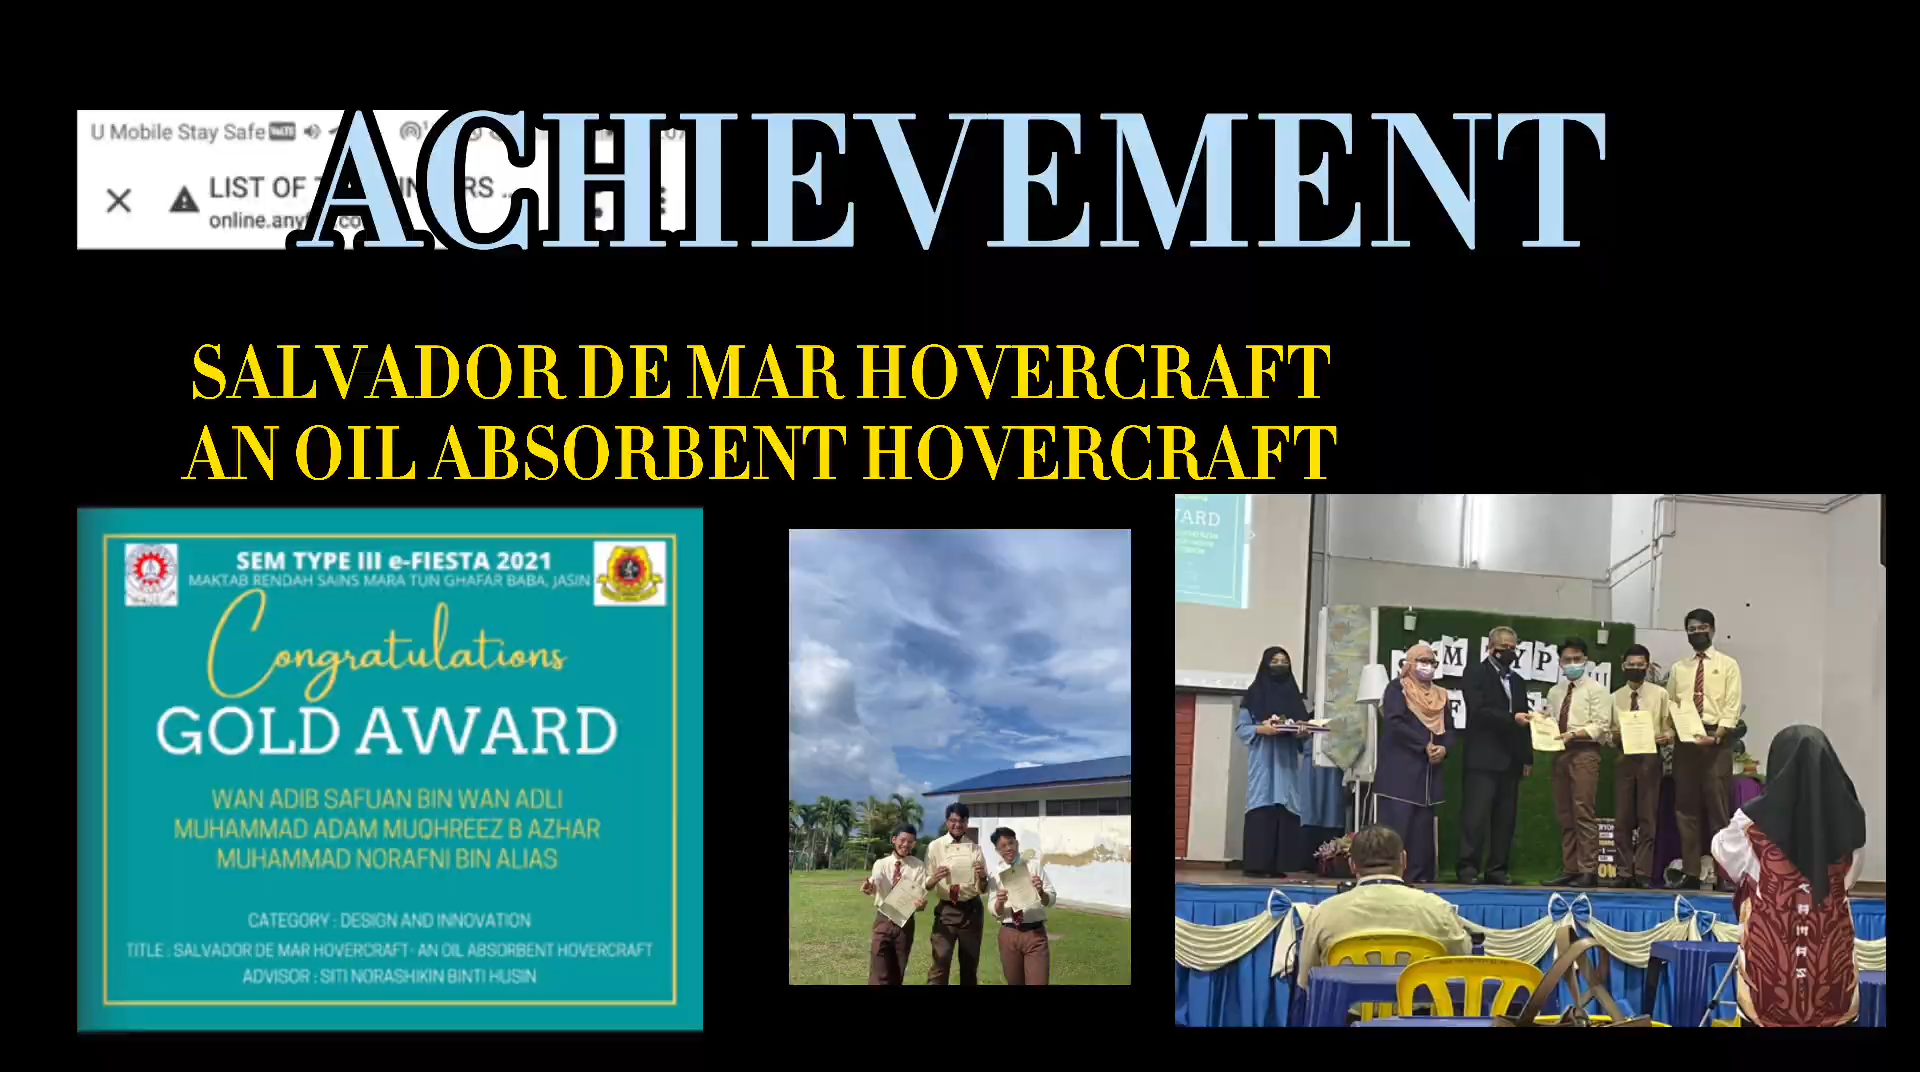 U Mobile Stay Safe
LIST OF
online.any
ACHIEVEMENT
SALVADOR DE MAR HOVERCRAFT
AN OIL ABSORBENT HOVERCRAFT
SEM TYPE III e-FIESTA 2021
MAKTAB RENDAH SAINS MARA TUN GHAFAR BABA, JASIN
Congratulations
GOLD AWARD
WAN ADIB SAFUAN BIN WAN ADLI
MUHAMMAD ADAM MUQHREEZ B AZHAR
MUHAMMAD NORAFNI BIN ALIAS
CATEGORY : DESIGN AND INNOVATION
TITLE : SALVADOR DE MAR HOVERCRAFT- AN OIL ABSORBENT HOVERCRAFT
ADVISOR : SITI NORASHIKIN BINTI HUSIN